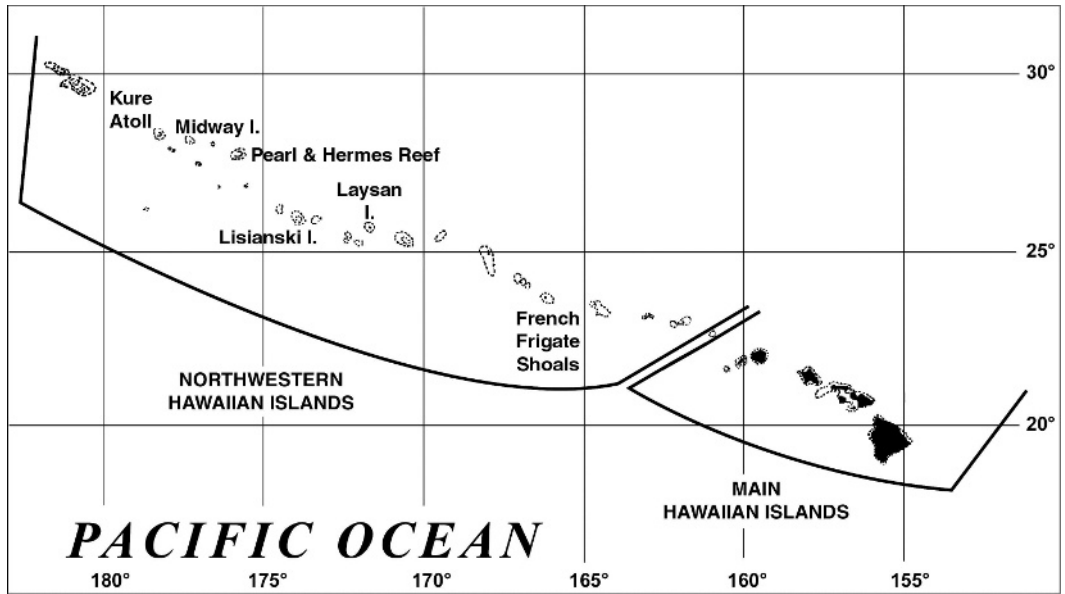 30°
Kure
Atoll
Midway I.
Pearl & Hermes Reef
Laysan
I.
Lisianski I.
25°
French
Frigate
Shoals
NORTHWESTERN
HAWAIIAN ISLANDS
20°
MAIN
HAWAIIAN ISLANDS
PACIFIC OCEAN
180° 175° 170° 165° 160° 155°